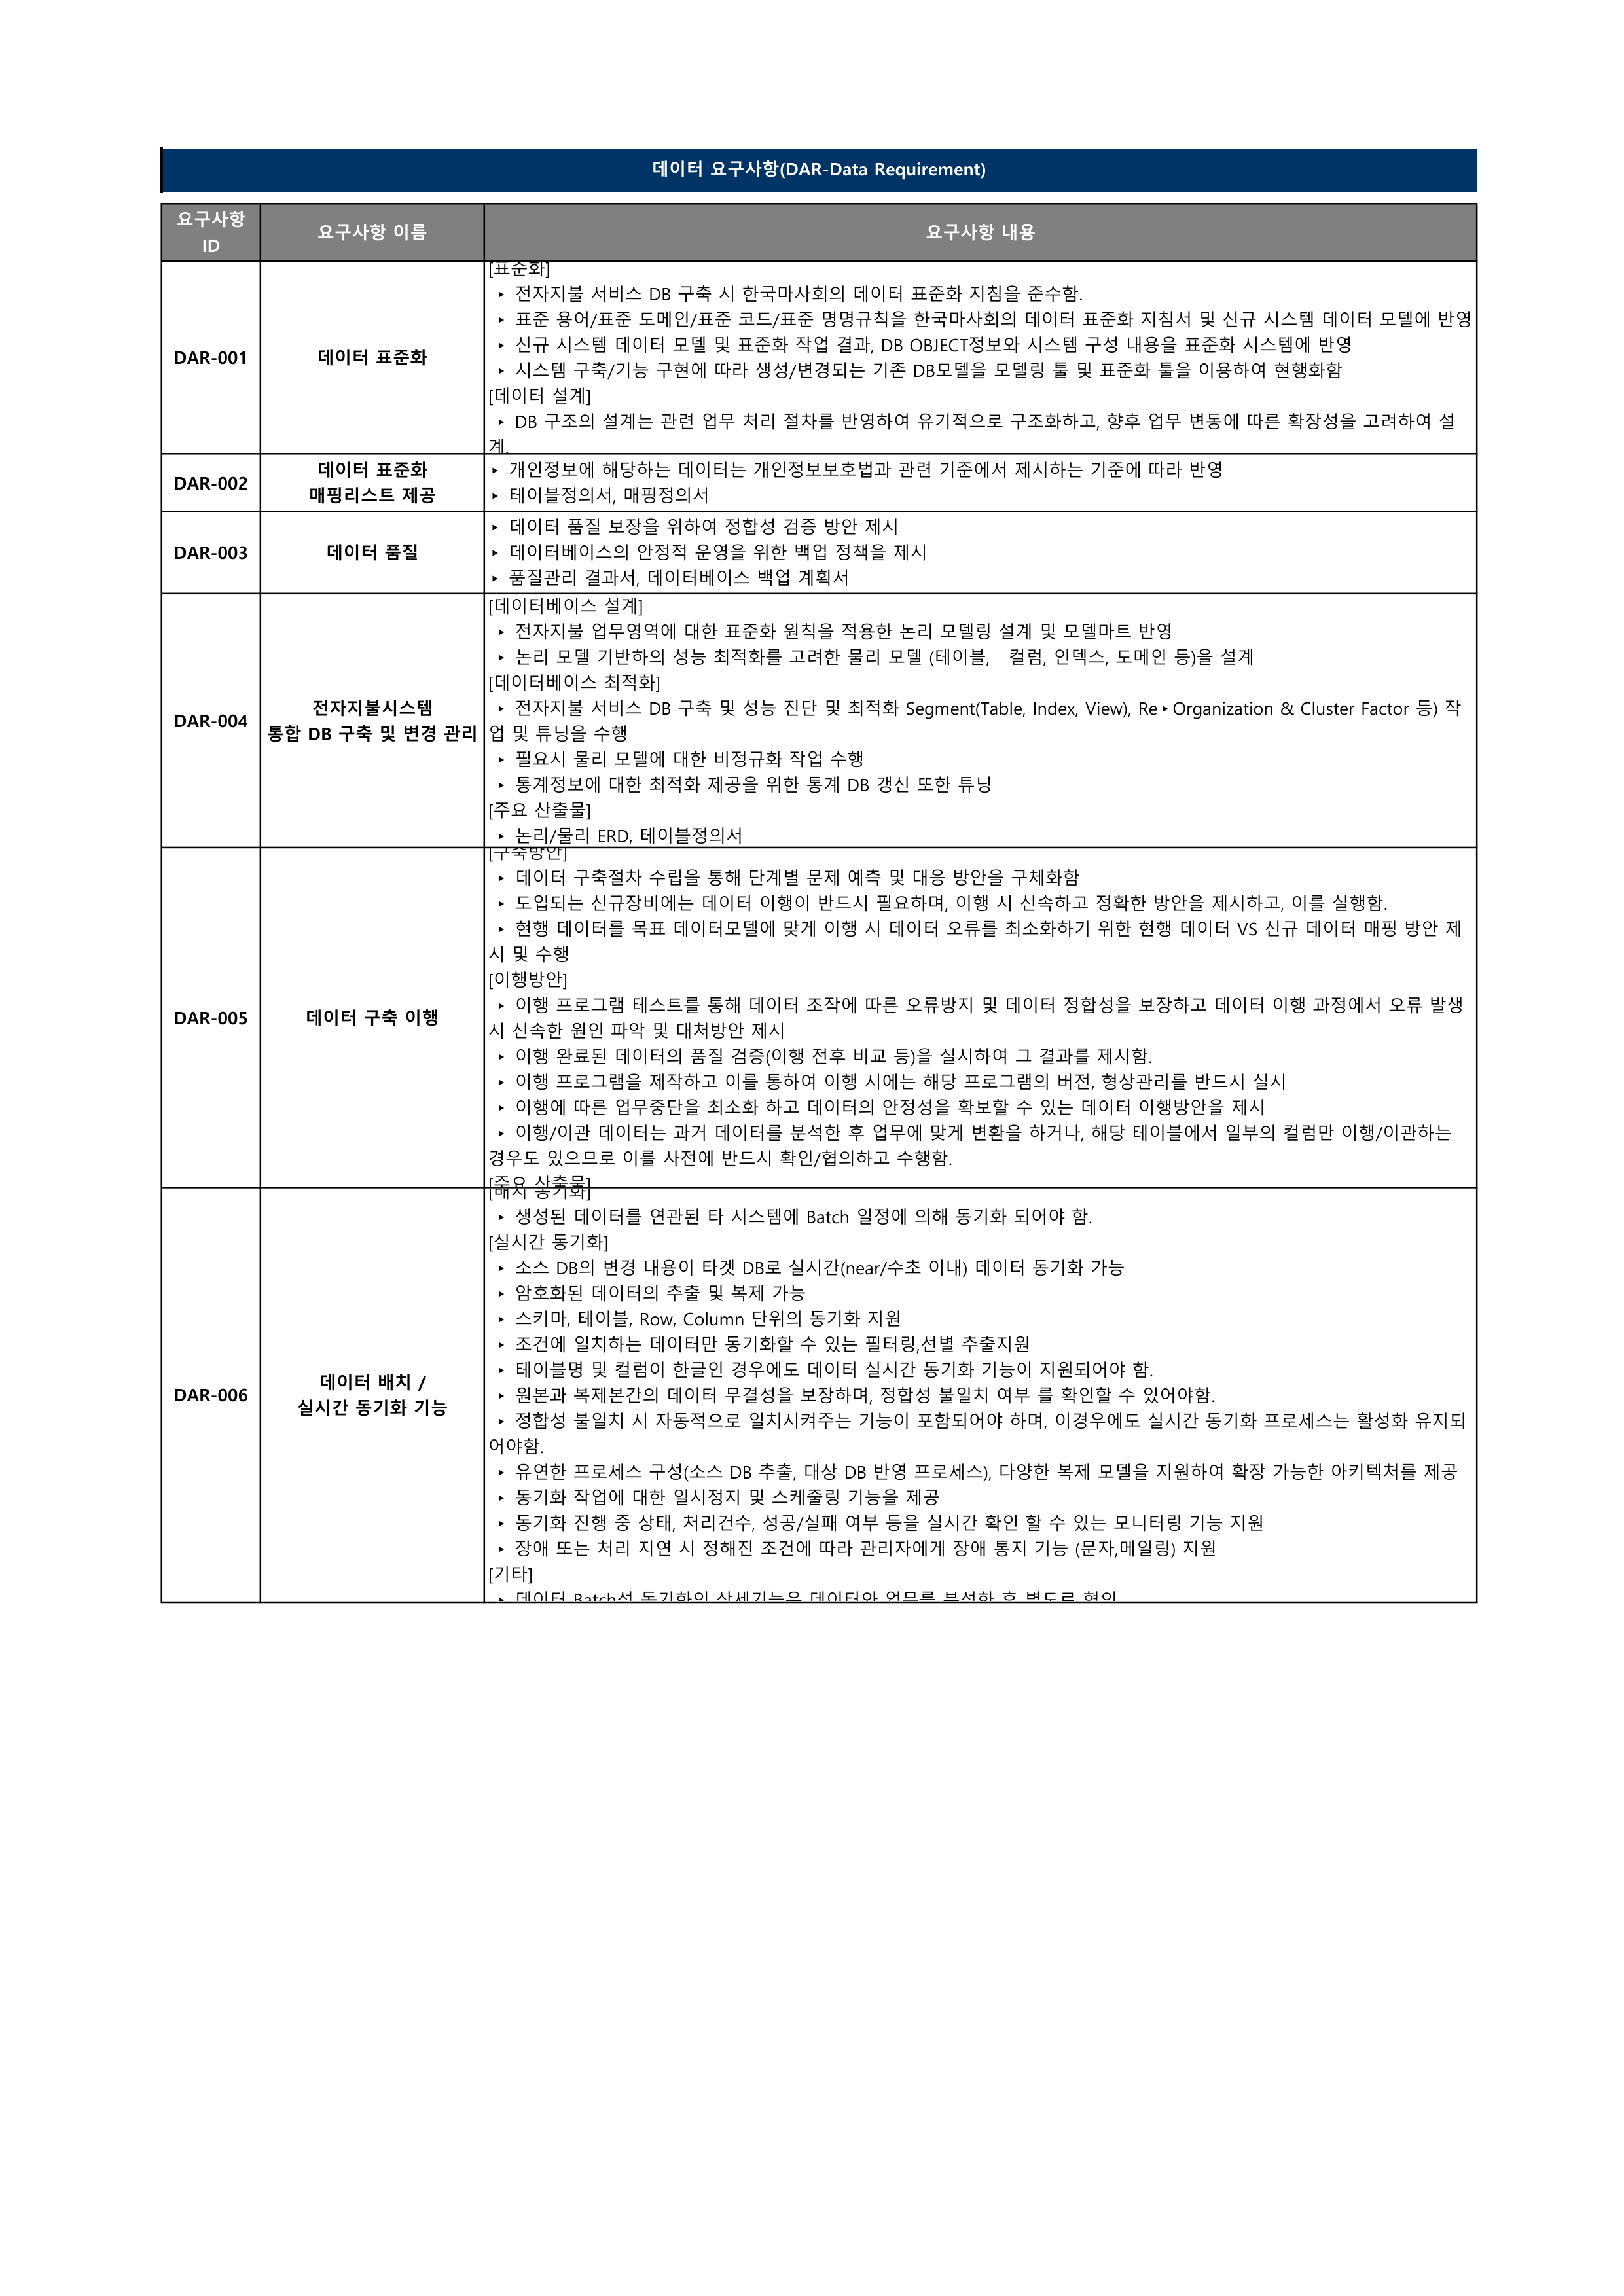 데이터 요구사항(DAR-Data Requirement)
요구사항
ID
요구사항 이름
요구사항 내용
DAR-001
데이터 표준화
[표준화]
▸ 전자지불 서비스 DB 구축 시 한국마사회의 데이터 표준화 지침을 준수함.
▸ 표준 용어/표준 도메인/표준 코드/표준 명명규칙을 한국마사회의 데이터 표준화 지침서 및 신규 시스템 데이터 모델에 반영
▸ 신규 시스템 데이터 모델 및 표준화 작업 결과, DB OBJECT정보와 시스템 구성 내용을 표준화 시스템에 반영
▸ 시스템 구축/기능 구현에 따라 생성/변경되는 기존 DB모델을 모델링 툴 및 표준화 툴을 이용하여 현행화함
[데이터 설계]
▸ DB 구조의 설계는 관련 업무 처리 절차를 반영하여 유기적으로 구조화하고, 향후 업무 변동에 따른 확장성을 고려하여 설
계.
DAR-002
데이터 표준화
매핑리스트 제공
▸ 개인정보에 해당하는 데이터는 개인정보보호법과 관련 기준에서 제시하는 기준에 따라 반영
▸ 테이블정의서, 매핑정의서
DAR-003
데이터 품질
▸ 데이터 품질 보장을 위하여 정합성 검증 방안 제시
▸ 데이터베이스의 안정적 운영을 위한 백업 정책을 제시
▸ 품질관리 결과서, 데이터베이스 백업 계획서
DAR-004
전자지불시스템
통합 DB 구축 및 변경 관리
[데이터베이스 설계]
▸ 전자지불 업무영역에 대한 표준화 원칙을 적용한 논리 모델링 설계 및 모델마트 반영
▸ 논리 모델 기반하의 성능 최적화를 고려한 물리 모델 (테이블, 컬럼, 인덱스, 도메인 등)을 설계
[데이터베이스 최적화]
▸ 전자지불 서비스 DB 구축 및 성능 진단 및 최적화 Segment(Table, Index, View), Re▸Organization & Cluster Factor 등) 작
업 및 튜닝을 수행
▸ 필요시 물리 모델에 대한 비정규화 작업 수행
▸ 통계정보에 대한 최적화 제공을 위한 통계 DB 갱신 또한 튜닝
[주요 산출물]
▸ 논리/물리 ERD, 테이블정의서
DAR-005
데이터 구축 이행
[구축방안]
▸ 데이터 구축절차 수립을 통해 단계별 문제 예측 및 대응 방안을 구체화함
▸ 도입되는 신규장비에는 데이터 이행이 반드시 필요하며, 이행 시 신속하고 정확한 방안을 제시하고, 이를 실행함.
▸ 현행 데이터를 목표 데이터모델에 맞게 이행 시 데이터 오류를 최소화하기 위한 현행 데이터 VS 신규 데이터 매핑 방안 제
시 및 수행
[이행방안]
▸ 이행 프로그램 테스트를 통해 데이터 조작에 따른 오류방지 및 데이터 정합성을 보장하고 데이터 이행 과정에서 오류 발생
시 신속한 원인 파악 및 대처방안 제시
▸ 이행 완료된 데이터의 품질 검증(이행 전후 비교 등)을 실시하여 그 결과를 제시함.
▸ 이행 프로그램을 제작하고 이를 통하여 이행 시에는 해당 프로그램의 버전, 형상관리를 반드시 실시
▸ 이행에 따른 업무중단을 최소화 하고 데이터의 안정성을 확보할 수 있는 데이터 이행방안을 제시
▸ 이행/이관 데이터는 과거 데이터를 분석한 후 업무에 맞게 변환을 하거나, 해당 테이블에서 일부의 컬럼만 이행/이관하는
경우도 있으므로 이를 사전에 반드시 확인/협의하고 수행함.
[주요 산출물]
DAR-006
데이터 배치 /
실시간 동기화 기능
[배치 동기화]
▸ 생성된 데이터를 연관된 타 시스템에 Batch 일정에 의해 동기화 되어야 함.
[실시간 동기화]
▸ 소스 DB의 변경 내용이 타겟 DB로 실시간(near/수초 이내) 데이터 동기화 가능
▸ 암호화된 데이터의 추출 및 복제 가능
▸ 스키마, 테이블, Row, Column 단위의 동기화 지원
▸ 조건에 일치하는 데이터만 동기화할 수 있는 필터링,선별 추출지원
▸ 테이블명 및 컬럼이 한글인 경우에도 데이터 실시간 동기화 기능이 지원되어야 함.
▸ 원본과 복제본간의 데이터 무결성을 보장하며, 정합성 불일치 여부 를 확인할 수 있어야함.
▸ 정합성 불일치 시 자동적으로 일치시켜주는 기능이 포함되어야 하며, 이경우에도 실시간 동기화 프로세스는 활성화 유지되
어야함.
▸ 유연한 프로세스 구성(소스 DB 추출, 대상 DB 반영 프로세스), 다양한 복제 모델을 지원하여 확장 가능한 아키텍처를 제공
▸ 동기화 작업에 대한 일시정지 및 스케줄링 기능을 제공
▸ 동기화 진행 중 상태, 처리건수, 성공/실패 여부 등을 실시간 확인 할 수 있는 모니터링 기능 지원
▸ 장애 또는 처리 지연 시 정해진 조건에 따라 관리자에게 장애 통지 기능 (문자,메일링) 지원
[기타]
▸ 데이터 Batch성 동기화의 상세기능은 데이터와 업무를 분석한 후 별도로 협의